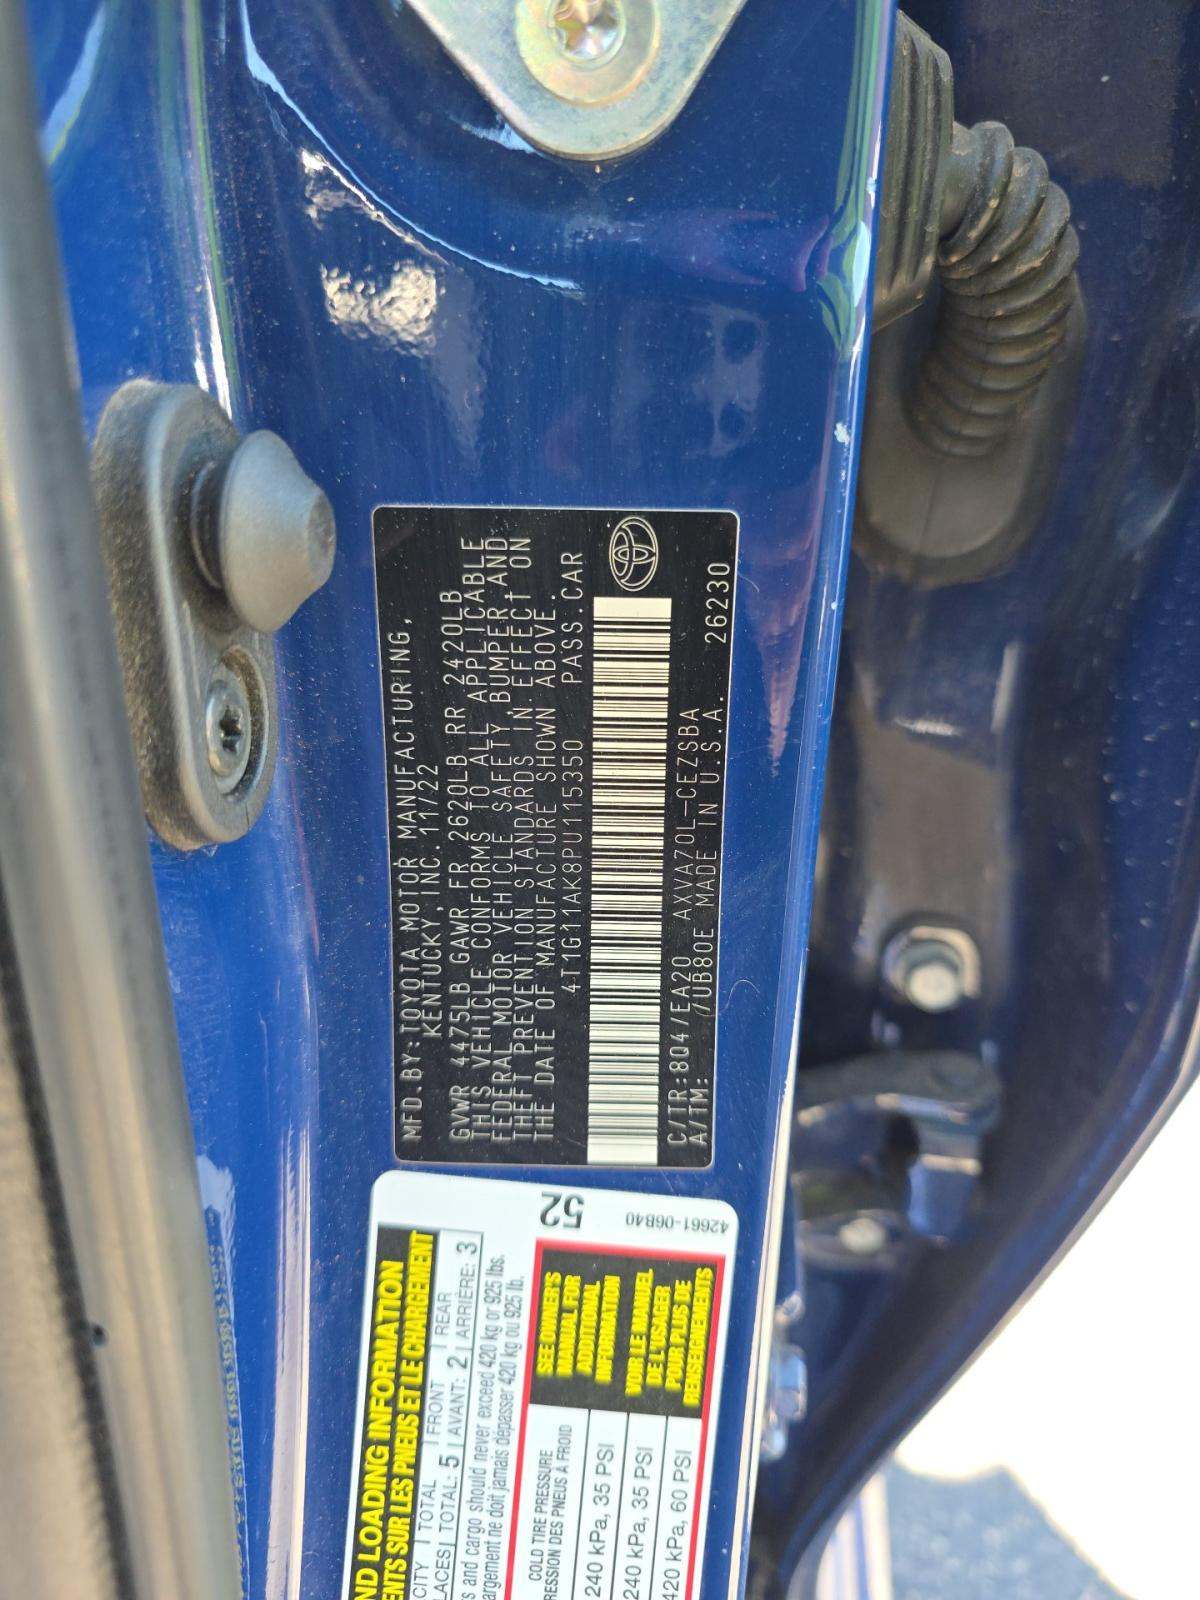 MFD.BY:TOYOTA MOTOR MANUFACTURING,
KENTUCKY,INC. 11/22
GVWR 4475LB GAWR FR 2620LB RR 2420LB
THIS VEHICLE CONFORMS TO ALL APPLICABLE
FEDERAL MOTOR VEHICLE SAFETY,BUMPER,AND
THEFT PREVENTION STANDARDS IN EFFECT ON
THE DATE OF MANUFACTURE SHOWN ABOVE.
4T1G11AK8PU115350 PASS.CAR
C/TR:8Q4/EA20 AXVA70L-CEZSBA
A/TM: /UB80E MADE IN U.S.A. 26230
LOADING INFORMATION
SUR LES PNEUS ET LE CHARGEMENT
TOTAL FRONT REAR
TOTAL: 5 AVANT: 2 ARRIÈRE: 3
and cargo should never exceed 420 kg or 925 lbs.
ne doit jamais dépasser 420 kg ou 925 lb.
COLD TIRE PRESSURE
DES PNEUS À FROID
240 kPa, 35 PSI
240 kPa, 35 PSI
420 kPa, 60 PSI
SEE OWNER'S
MANUAL FOR
ADDITIONAL
INFORMATION
VOIR LE MANUEL
DE L'USAGER
POUR PLUS DE
RENSEIGNEMENTS
52
42661-06B40